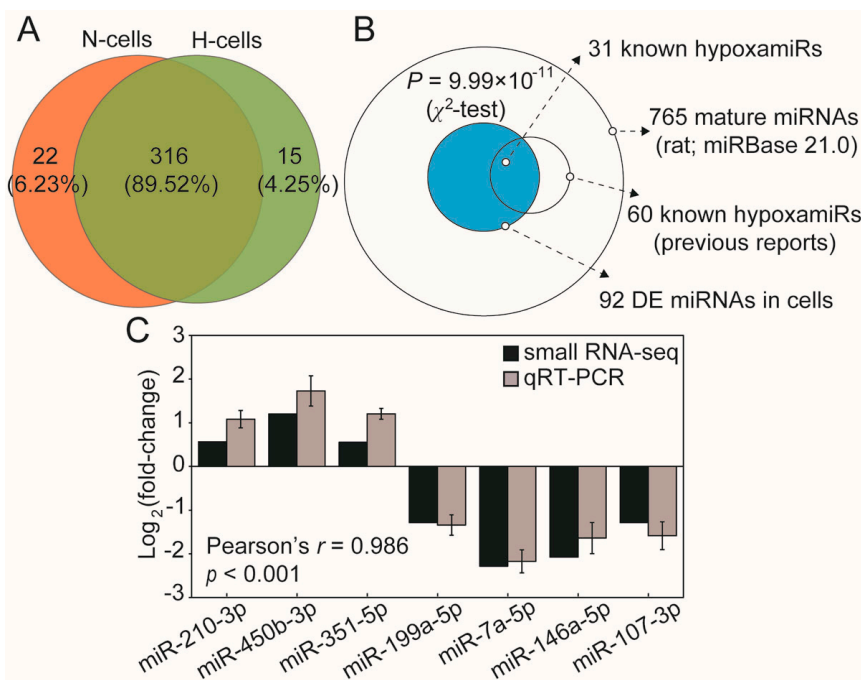 A
N-cells
H-cells
22
(6.23%)
316
(89.52%)
15
(4.25%)
B
P = 9.99×10⁻¹¹
(χ²-test)
31 known hypoxamiRs
765 mature miRNAs
(rat; miRBase 21.0)
60 known hypoxamiRs
(previous reports)
92 DE miRNAs in cells
C
Log₂(fold-change)
3
2
1
0
-1
-2
-3
small RNA-seq
qRT-PCR
Pearson's r = 0.986
p < 0.001
miR-210-3p
miR-450b-3p
miR-351-5p
miR-199a-5p
miR-7a-5p
miR-146a-5p
miR-107-3p